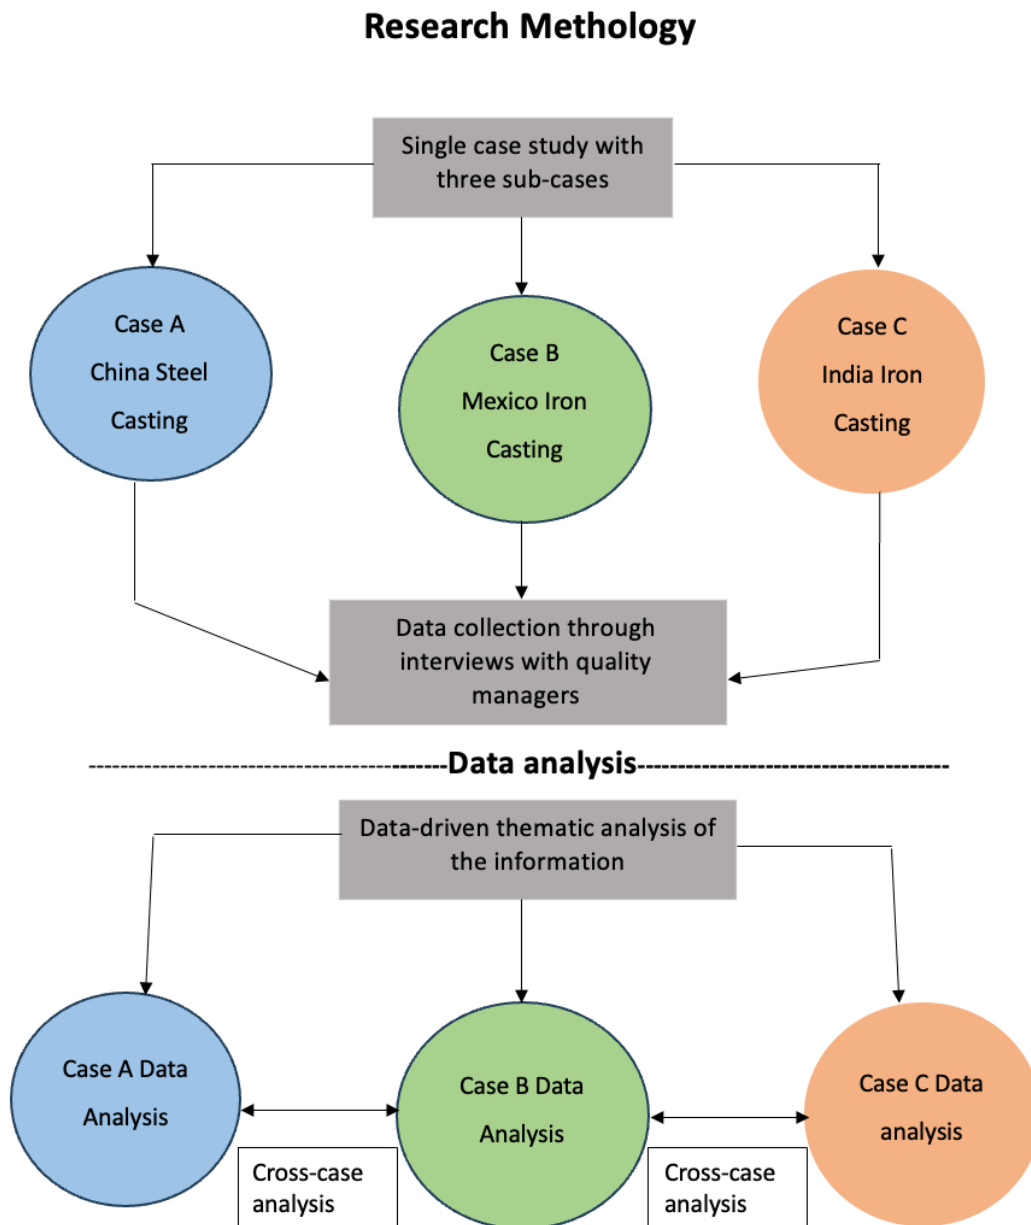 Research Methology
Single case study with
three sub-cases
Case A
China Steel
Casting
Case B
Mexico Iron
Casting
Case C
India Iron
Casting
Data collection through
interviews with quality
managers
Data analysis
Data-driven thematic analysis of
the information
Case A Data
Analysis
Case B Data
Analysis
Case C Data
analysis
Cross-case
analysis
Cross-case
analysis